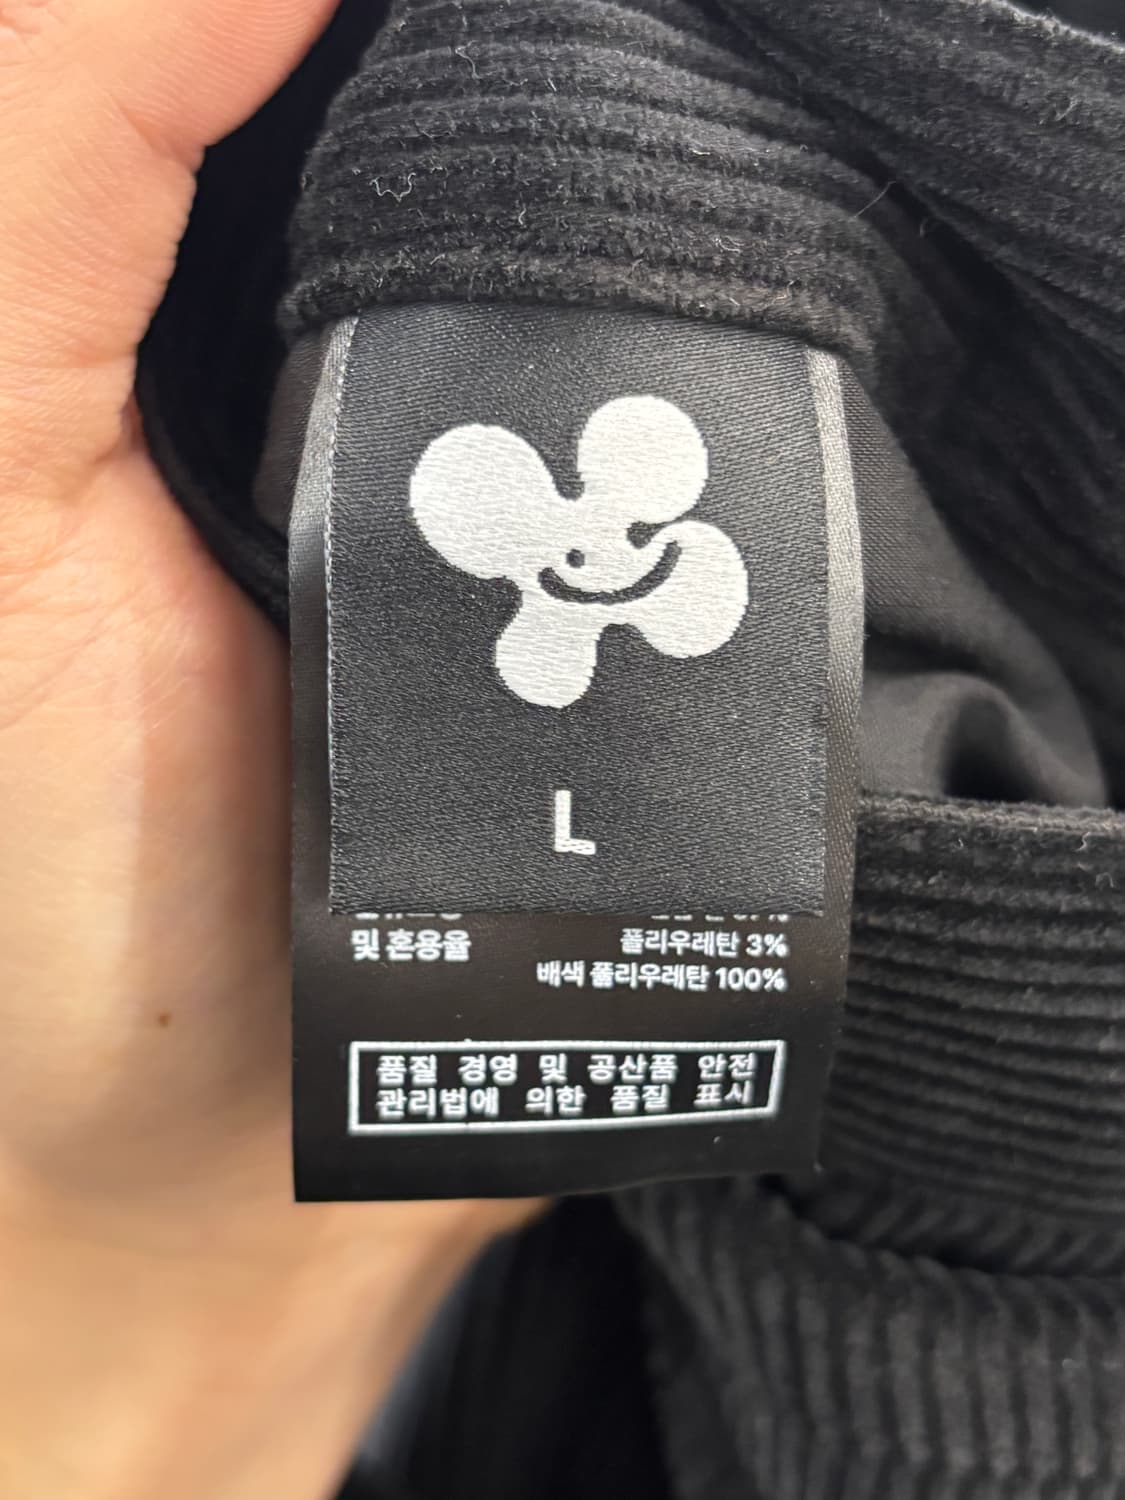 L
및 혼용율
폴리우레탄 3%
배색 폴리우레탄 100%
품질 경영 및 공산품 안전
관리법에 의한 품질 표시